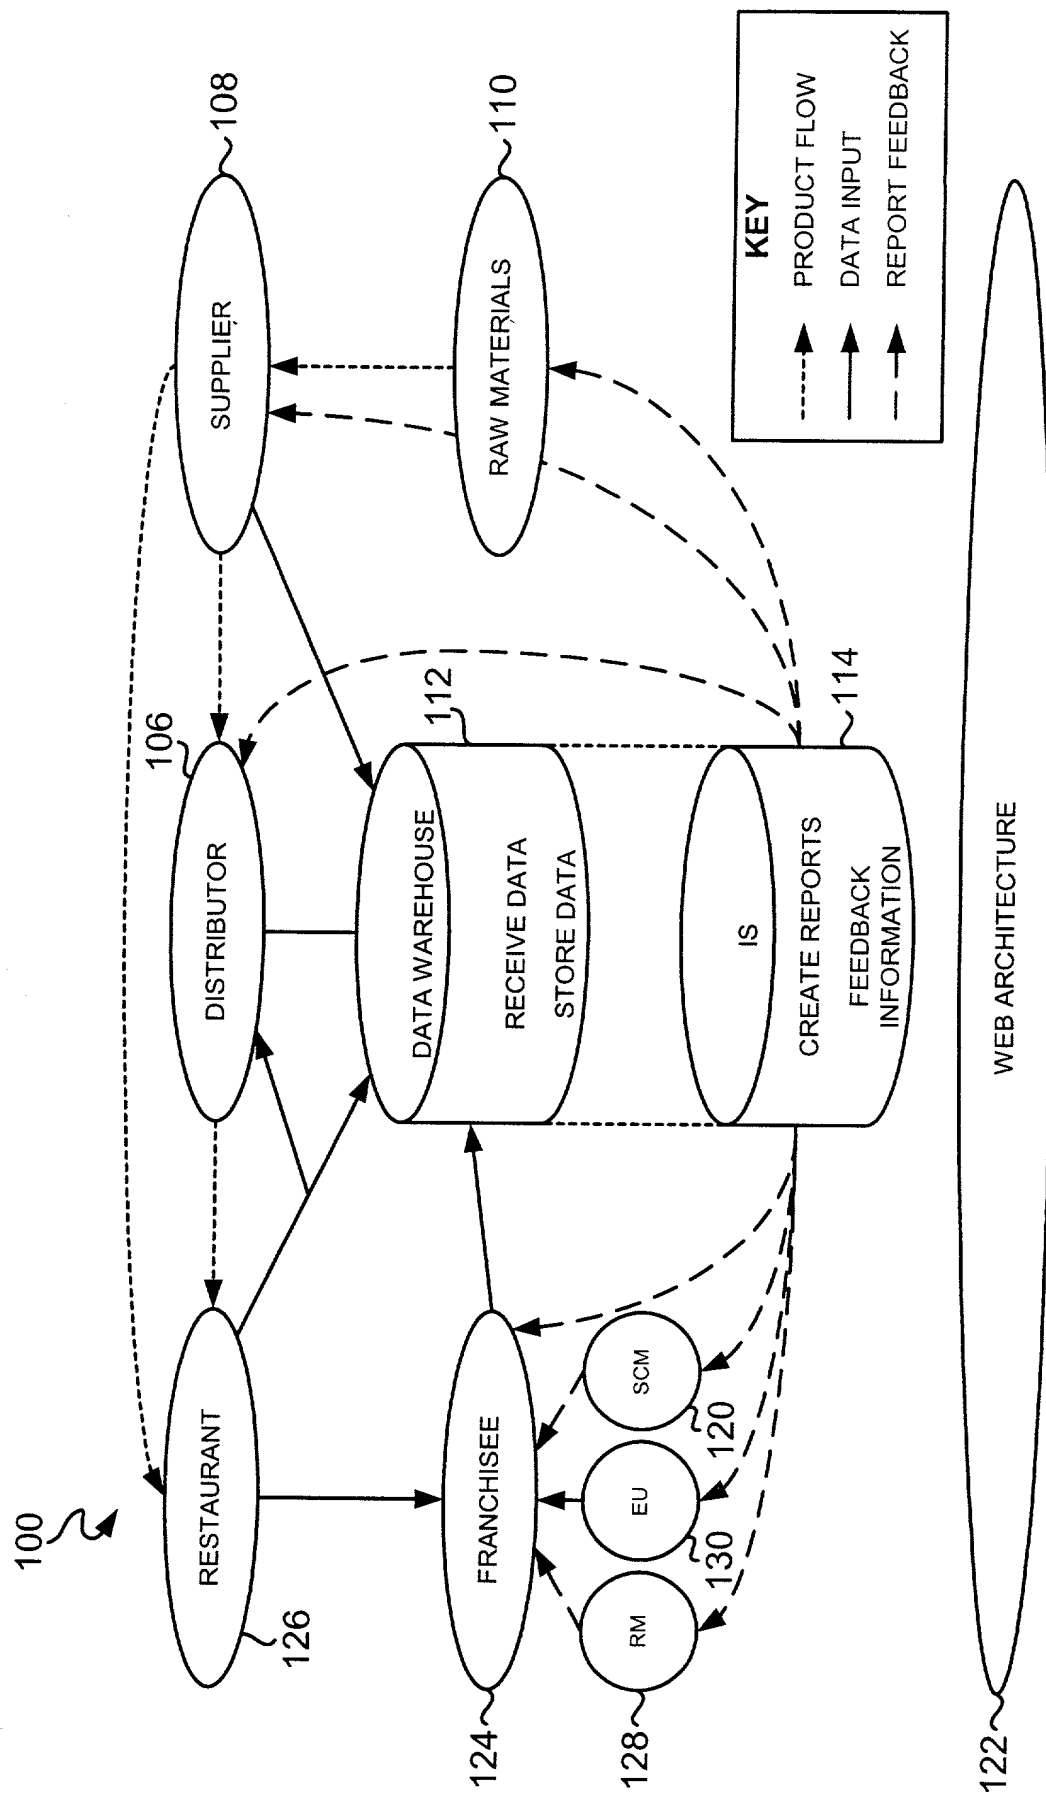 100
RESTAURANT
126
DISTRIBUTOR
106
SUPPLIER
108
FRANCHISEE
124
DATA WAREHOUSE
RECEIVE DATA
STORE DATA
112
RAW MATERIALS
110
RM
128
EU
130
SCM
120
IS
CREATE REPORTS
FEEDBACK
INFORMATION
114
KEY
PRODUCT FLOW
DATA INPUT
REPORT FEEDBACK
WEB ARCHITECTURE
122